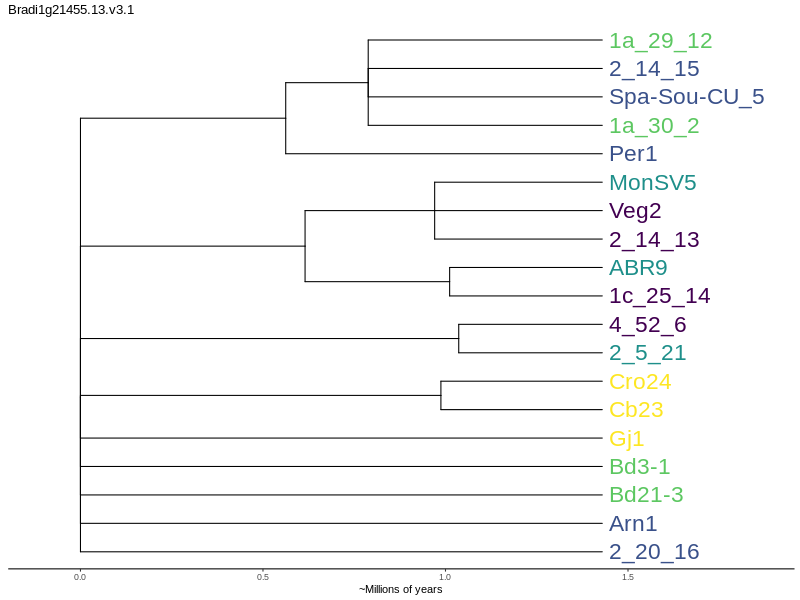 Bradi1g21455.13.v3.1
1a_29_12
2_14_15
Spa-Sou-CU_5
1a_30_2
Per1
MonSV5
Veg2
2_14_13
ABR9
1c_25_14
4_52_6
2_5_21
Cro24
Cb23
Gj1
Bd3-1
Bd21-3
Arn1
2_20_16
0.0 0.5 1.0 1.5
~Millions of years